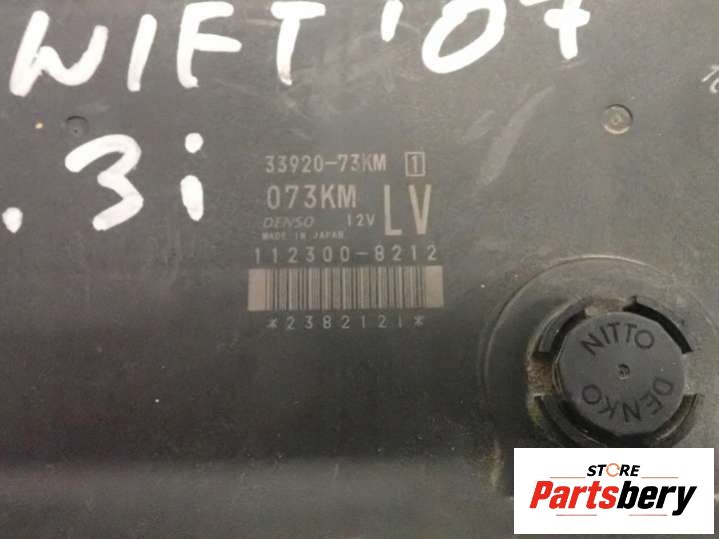 WIFT '07
.3i
33920-73KM 1
073KM LV
DENSO 12V
MADE IN JAPAN
112300-8212
*2382121*
NITTO
DENKO
STORE
Partsbery